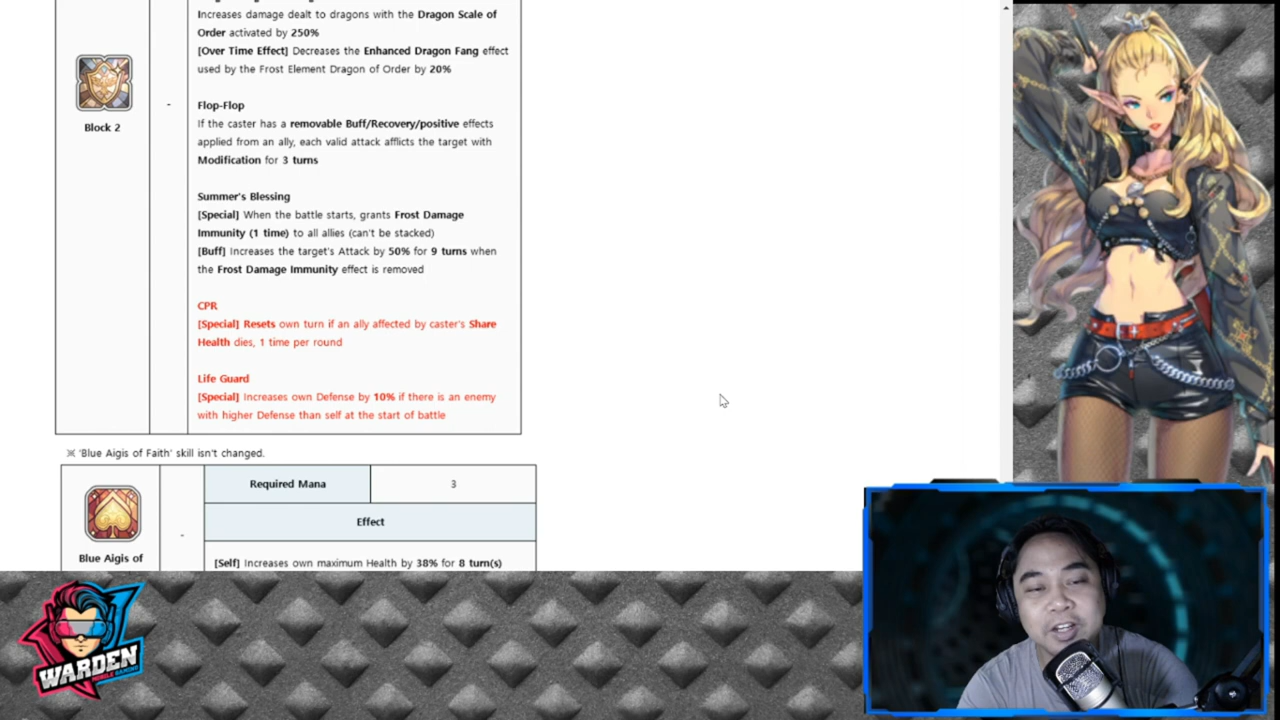 Increases damage dealt to dragons with the Dragon Scale of
Order activated by 250%
[Over Time Effect] Decreases the Enhanced Dragon Fang effect
used by the Frost Element Dragon of Order by 20%
Block 2
-
Flop-Flop
If the caster has a removable Buff/Recovery/positive effects
applied from an ally, each valid attack afflicts the target with
Modification for 3 turns
Summer's Blessing
[Special] When the battle starts, grants Frost Damage
Immunity (1 time) to all allies (can't be stacked)
[Buff] Increases the target's Attack by 50% for 9 turns when
the Frost Damage Immunity effect is removed
CPR
[Special] Resets own turn if an ally affected by caster's Share
Health dies, 1 time per round
Life Guard
[Special] Increases own Defense by 10% if there is an enemy
with higher Defense than self at the start of battle
※ 'Blue Aigis of Faith' skill isn't changed.
Required Mana
3
Effect
Blue Aigis of
-
[Self] Increases own maximum Health by 38% for 8 turn(s)
WARDEN
MOBILE GAMING